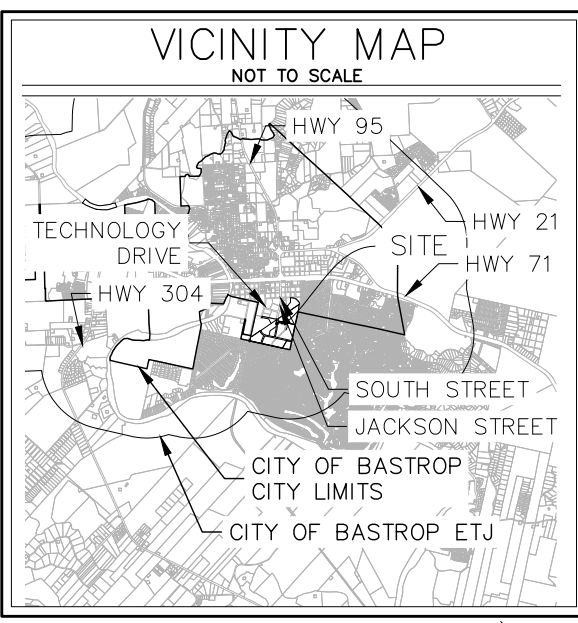 VICINITY MAP
NOT TO SCALE
HWY 95
TECHNOLOGY
DRIVE
HWY 21
SITE
HWY 71
HWY 304
SOUTH STREET
JACKSON STREET
CITY OF BASTROP
CITY LIMITS
CITY OF BASTROP ETJ